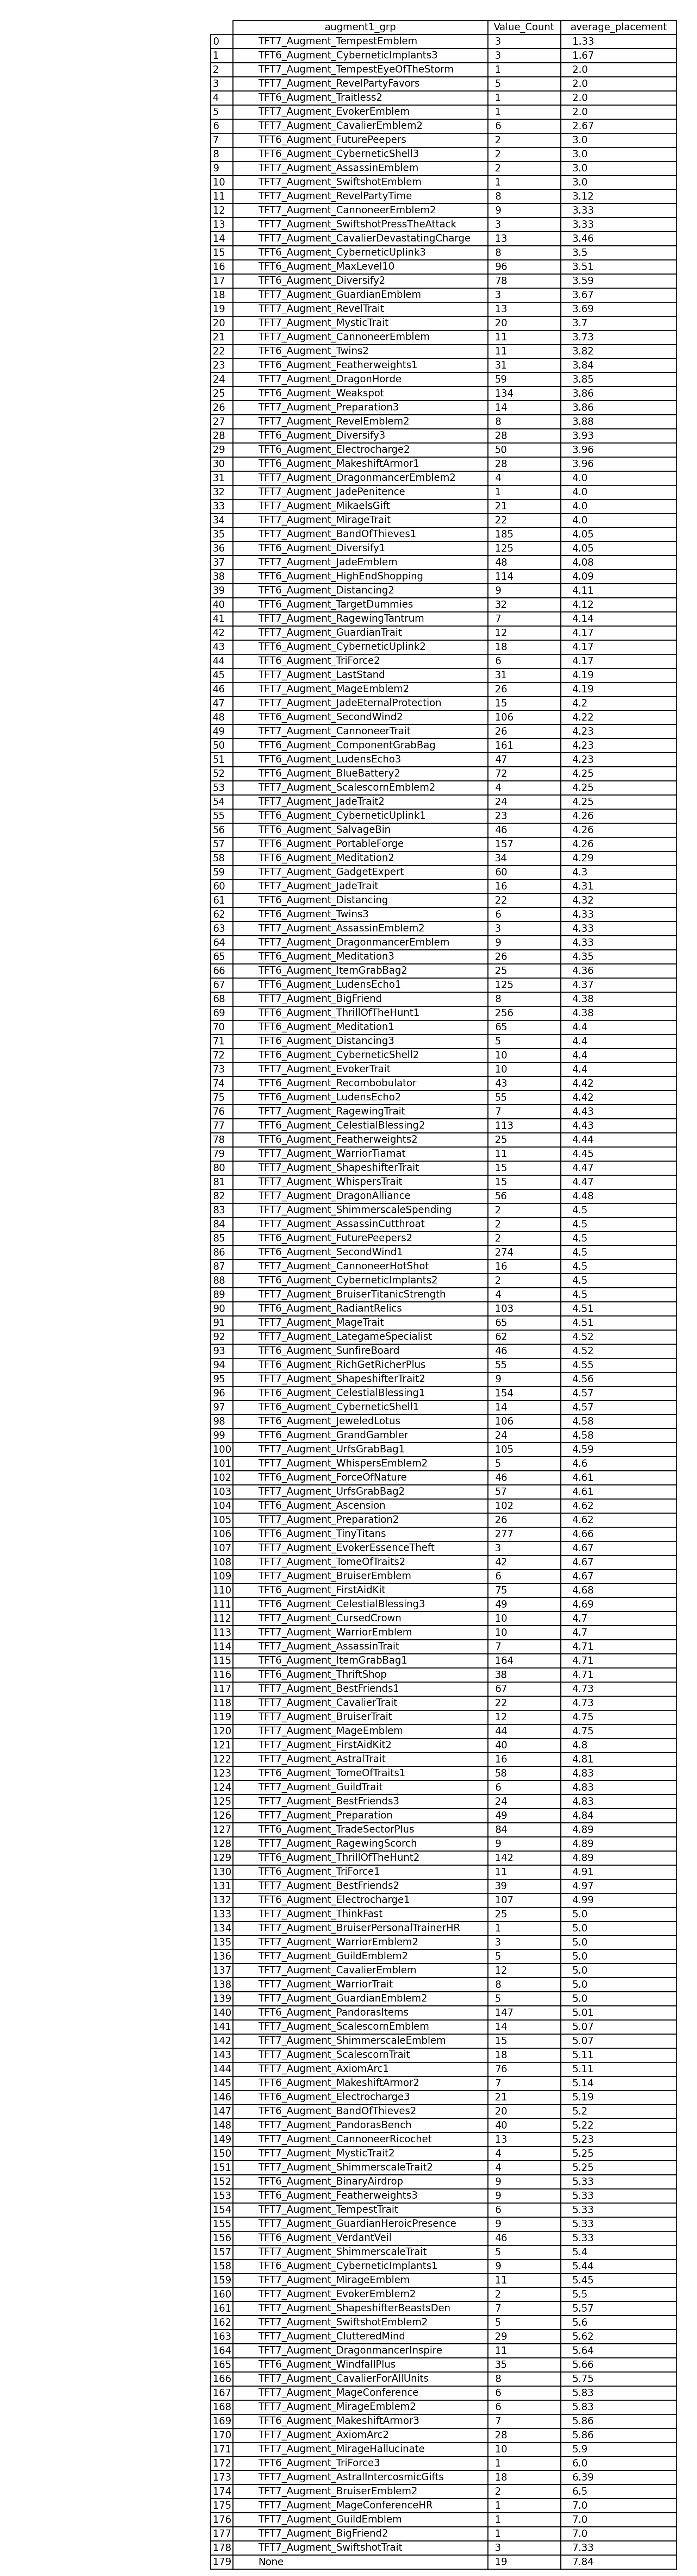 augment1_grp Value_Count average_placement
0 TFT7_Augment_TempestEmblem 3 1.33
1 TFT6_Augment_CyberneticImplants3 3 1.67
2 TFT7_Augment_TempestEyeOfTheStorm 1 2.0
3 TFT7_Augment_RevelPartyFavors 5 2.0
4 TFT6_Augment_Traitless2 1 2.0
5 TFT7_Augment_EvokerEmblem 1 2.0
6 TFT7_Augment_CavalierEmblem2 6 2.67
7 TFT6_Augment_FuturePeepers 2 3.0
8 TFT6_Augment_CyberneticShell3 2 3.0
9 TFT7_Augment_AssassinEmblem 2 3.0
10 TFT7_Augment_SwiftshotEmblem 1 3.0
11 TFT7_Augment_RevelPartyTime 8 3.12
12 TFT7_Augment_CannoneerEmblem2 9 3.33
13 TFT7_Augment_SwiftshotPressTheAttack 3 3.33
14 TFT7_Augment_CavalierDevastatingCharge 13 3.46
15 TFT6_Augment_CyberneticUplink3 8 3.5
16 TFT7_Augment_MaxLevel10 96 3.51
17 TFT6_Augment_Diversify2 78 3.59
18 TFT7_Augment_GuardianEmblem 3 3.67
19 TFT7_Augment_RevelTrait 13 3.69
20 TFT7_Augment_MysticTrait 20 3.7
21 TFT7_Augment_CannoneerEmblem 11 3.73
22 TFT6_Augment_Twins2 11 3.82
23 TFT6_Augment_Featherweights1 31 3.84
24 TFT7_Augment_DragonHorde 59 3.85
25 TFT6_Augment_Weakspot 134 3.86
26 TFT7_Augment_Preparation3 14 3.86
27 TFT7_Augment_RevelEmblem2 8 3.88
28 TFT6_Augment_Diversify3 28 3.93
29 TFT6_Augment_Electrocharge2 50 3.96
30 TFT6_Augment_MakeshiftArmor1 28 3.96
31 TFT7_Augment_DragonmancerEmblem2 4 4.0
32 TFT7_Augment_JadePenitence 1 4.0
33 TFT7_Augment_MikaelsGift 21 4.0
34 TFT7_Augment_MirageTrait 22 4.0
35 TFT7_Augment_BandOfThieves1 185 4.05
36 TFT6_Augment_Diversify1 125 4.05
37 TFT7_Augment_JadeEmblem 48 4.08
38 TFT6_Augment_HighEndShopping 114 4.09
39 TFT6_Augment_Distancing2 9 4.11
40 TFT6_Augment_TargetDummies 32 4.12
41 TFT7_Augment_RagewingTantrum 7 4.14
42 TFT7_Augment_GuardianTrait 12 4.17
43 TFT6_Augment_CyberneticUplink2 18 4.17
44 TFT6_Augment_TriForce2 6 4.17
45 TFT7_Augment_LastStand 31 4.19
46 TFT7_Augment_MageEmblem2 26 4.19
47 TFT7_Augment_JadeEternalProtection 15 4.2
48 TFT6_Augment_SecondWind2 106 4.22
49 TFT7_Augment_CannoneerTrait 26 4.23
50 TFT6_Augment_ComponentGrabBag 161 4.23
51 TFT6_Augment_LudensEcho3 47 4.23
52 TFT6_Augment_BlueBattery2 72 4.25
53 TFT7_Augment_ScalescornEmblem2 4 4.25
54 TFT7_Augment_JadeTrait2 24 4.25
55 TFT6_Augment_CyberneticUplink1 23 4.26
56 TFT6_Augment_SalvageBin 46 4.26
57 TFT6_Augment_PortableForge 157 4.26
58 TFT6_Augment_Meditation2 34 4.29
59 TFT7_Augment_GadgetExpert 60 4.3
60 TFT7_Augment_JadeTrait 16 4.31
61 TFT6_Augment_Distancing 22 4.32
62 TFT6_Augment_Twins3 6 4.33
63 TFT7_Augment_AssassinEmblem2 3 4.33
64 TFT7_Augment_DragonmancerEmblem 9 4.33
65 TFT6_Augment_Meditation3 26 4.35
66 TFT6_Augment_ItemGrabBag2 25 4.36
67 TFT6_Augment_LudensEcho1 125 4.37
68 TFT7_Augment_BigFriend 8 4.38
69 TFT6_Augment_ThrillOfTheHunt1 256 4.38
70 TFT6_Augment_Meditation1 65 4.4
71 TFT6_Augment_Distancing3 5 4.4
72 TFT6_Augment_CyberneticShell2 10 4.4
73 TFT7_Augment_EvokerTrait 10 4.4
74 TFT6_Augment_Recombobulator 43 4.42
75 TFT6_Augment_LudensEcho2 55 4.42
76 TFT7_Augment_RagewingTrait 7 4.43
77 TFT6_Augment_CelestialBlessing2 113 4.43
78 TFT6_Augment_Featherweights2 25 4.44
79 TFT7_Augment_WarriorTiamat 11 4.45
80 TFT7_Augment_ShapeshifterTrait 15 4.47
81 TFT7_Augment_WhispersTrait 15 4.47
82 TFT7_Augment_DragonAlliance 56 4.48
83 TFT7_Augment_ShimmerscaleSpending 2 4.5
84 TFT7_Augment_AssassinCutthroat 2 4.5
85 TFT6_Augment_FuturePeepers2 2 4.5
86 TFT6_Augment_SecondWind1 274 4.5
87 TFT7_Augment_CannoneerHotShot 16 4.5
88 TFT6_Augment_CyberneticImplants2 2 4.5
89 TFT7_Augment_BruiserTitanicStrength 4 4.5
90 TFT6_Augment_RadiantRelics 103 4.51
91 TFT7_Augment_MageTrait 65 4.51
92 TFT7_Augment_LategameSpecialist 62 4.52
93 TFT6_Augment_SunfireBoard 46 4.52
94 TFT6_Augment_RichGetRicherPlus 55 4.55
95 TFT7_Augment_ShapeshifterTrait2 9 4.56
96 TFT6_Augment_CelestialBlessing1 154 4.57
97 TFT6_Augment_CyberneticShell1 14 4.57
98 TFT6_Augment_JeweledLotus 106 4.58
99 TFT6_Augment_GrandGambler 24 4.58
100 TFT7_Augment_UrfsGrabBag1 105 4.59
101 TFT7_Augment_WhispersEmblem2 5 4.6
102 TFT6_Augment_ForceOfNature 46 4.61
103 TFT7_Augment_UrfsGrabBag2 57 4.61
104 TFT6_Augment_Ascension 102 4.62
105 TFT7_Augment_Preparation2 26 4.62
106 TFT6_Augment_TinyTitans 277 4.66
107 TFT7_Augment_EvokerEssenceTheft 3 4.67
108 TFT7_Augment_TomeOfTraits2 42 4.67
109 TFT7_Augment_BruiserEmblem 6 4.67
110 TFT6_Augment_FirstAidKit 75 4.68
111 TFT6_Augment_CelestialBlessing3 49 4.69
112 TFT7_Augment_CursedCrown 10 4.7
113 TFT7_Augment_WarriorEmblem 10 4.7
114 TFT7_Augment_AssassinTrait 7 4.71
115 TFT6_Augment_ItemGrabBag1 164 4.71
116 TFT6_Augment_ThriftShop 38 4.71
117 TFT7_Augment_BestFriends1 67 4.73
118 TFT7_Augment_CavalierTrait 22 4.73
119 TFT7_Augment_BruiserTrait 12 4.75
120 TFT7_Augment_MageEmblem 44 4.75
121 TFT7_Augment_FirstAidKit2 40 4.8
122 TFT7_Augment_AstralTrait 16 4.81
123 TFT6_Augment_TomeOfTraits1 58 4.83
124 TFT7_Augment_GuildTrait 6 4.83
125 TFT7_Augment_BestFriends3 24 4.83
126 TFT7_Augment_Preparation 49 4.84
127 TFT6_Augment_TradeSectorPlus 84 4.89
128 TFT7_Augment_RagewingScorch 9 4.89
129 TFT6_Augment_ThrillOfTheHunt2 142 4.89
130 TFT6_Augment_TriForce1 11 4.91
131 TFT7_Augment_BestFriends2 39 4.97
132 TFT6_Augment_Electrocharge1 107 4.99
133 TFT7_Augment_ThinkFast 25 5.0
134 TFT7_Augment_BruiserPersonalTrainerHR 1 5.0
135 TFT7_Augment_WarriorEmblem2 3 5.0
136 TFT7_Augment_GuildEmblem2 5 5.0
137 TFT7_Augment_CavalierEmblem 12 5.0
138 TFT7_Augment_WarriorTrait 8 5.0
139 TFT7_Augment_GuardianEmblem2 5 5.0
140 TFT6_Augment_PandorasItems 147 5.01
141 TFT7_Augment_ScalescornEmblem 14 5.07
142 TFT7_Augment_ShimmerscaleEmblem 15 5.07
143 TFT7_Augment_ScalescornTrait 18 5.11
144 TFT7_Augment_AxiomArc1 76 5.11
145 TFT6_Augment_MakeshiftArmor2 7 5.14
146 TFT6_Augment_Electrocharge3 21 5.19
147 TFT6_Augment_BandOfThieves2 20 5.2
148 TFT7_Augment_PandorasBench 40 5.22
149 TFT7_Augment_CannoneerRicochet 13 5.23
150 TFT7_Augment_MysticTrait2 4 5.25
151 TFT7_Augment_ShimmerscaleTrait2 4 5.25
152 TFT6_Augment_BinaryAirdrop 9 5.33
153 TFT6_Augment_Featherweights3 9 5.33
154 TFT7_Augment_TempestTrait 6 5.33
155 TFT7_Augment_GuardianHeroicPresence 9 5.33
156 TFT6_Augment_VerdantVeil 46 5.33
157 TFT7_Augment_ShimmerscaleTrait 5 5.4
158 TFT6_Augment_CyberneticImplants1 9 5.44
159 TFT7_Augment_MirageEmblem 11 5.45
160 TFT7_Augment_EvokerEmblem2 2 5.5
161 TFT7_Augment_ShapeshifterBeastsDen 7 5.57
162 TFT7_Augment_SwiftshotEmblem2 5 5.6
163 TFT7_Augment_ClutteredMind 29 5.62
164 TFT7_Augment_DragonmancerInspire 11 5.64
165 TFT6_Augment_WindfallPlus 35 5.66
166 TFT7_Augment_CavalierForAllUnits 8 5.75
167 TFT7_Augment_MageConference 6 5.83
168 TFT7_Augment_MirageEmblem2 6 5.83
169 TFT6_Augment_MakeshiftArmor3 7 5.86
170 TFT7_Augment_AxiomArc2 28 5.86
171 TFT7_Augment_MirageHallucinate 10 5.9
172 TFT6_Augment_TriForce3 1 6.0
173 TFT7_Augment_AstralIntercosmicGifts 18 6.39
174 TFT7_Augment_BruiserEmblem2 2 6.5
175 TFT7_Augment_MageConferenceHR 1 7.0
176 TFT7_Augment_GuildEmblem 1 7.0
177 TFT7_Augment_BigFriend2 1 7.0
178 TFT7_Augment_SwiftshotTrait 3 7.33
179 None 19 7.84